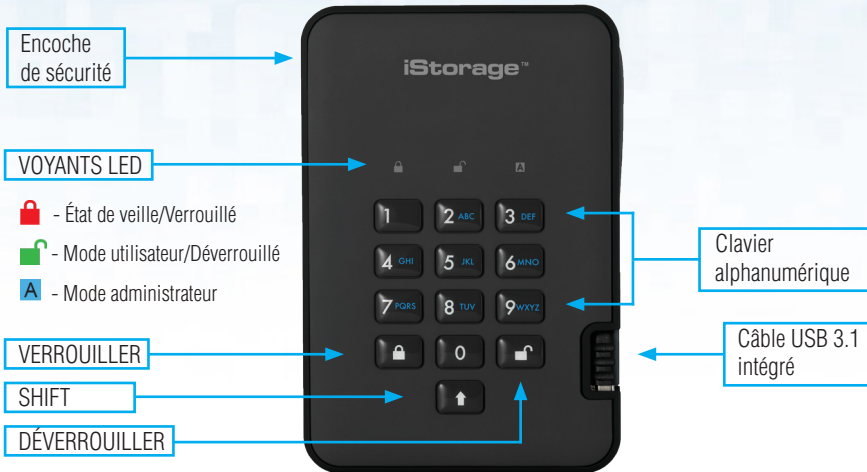 Encoche
de sécurité
iStorage™
VOYANTS LED
A
- État de veille/Verrouillé
- Mode utilisateur/Déverrouillé
A - Mode administrateur
1
2 ABC
3 DEF
4 GHI
5 JKL
6 MNO
7 PQRS
8 TUV
9 WXYZ
0
Clavier
alphanumérique
Câble USB 3.1
intégré
VERROUILLER
SHIFT
DÉVERROUILLER